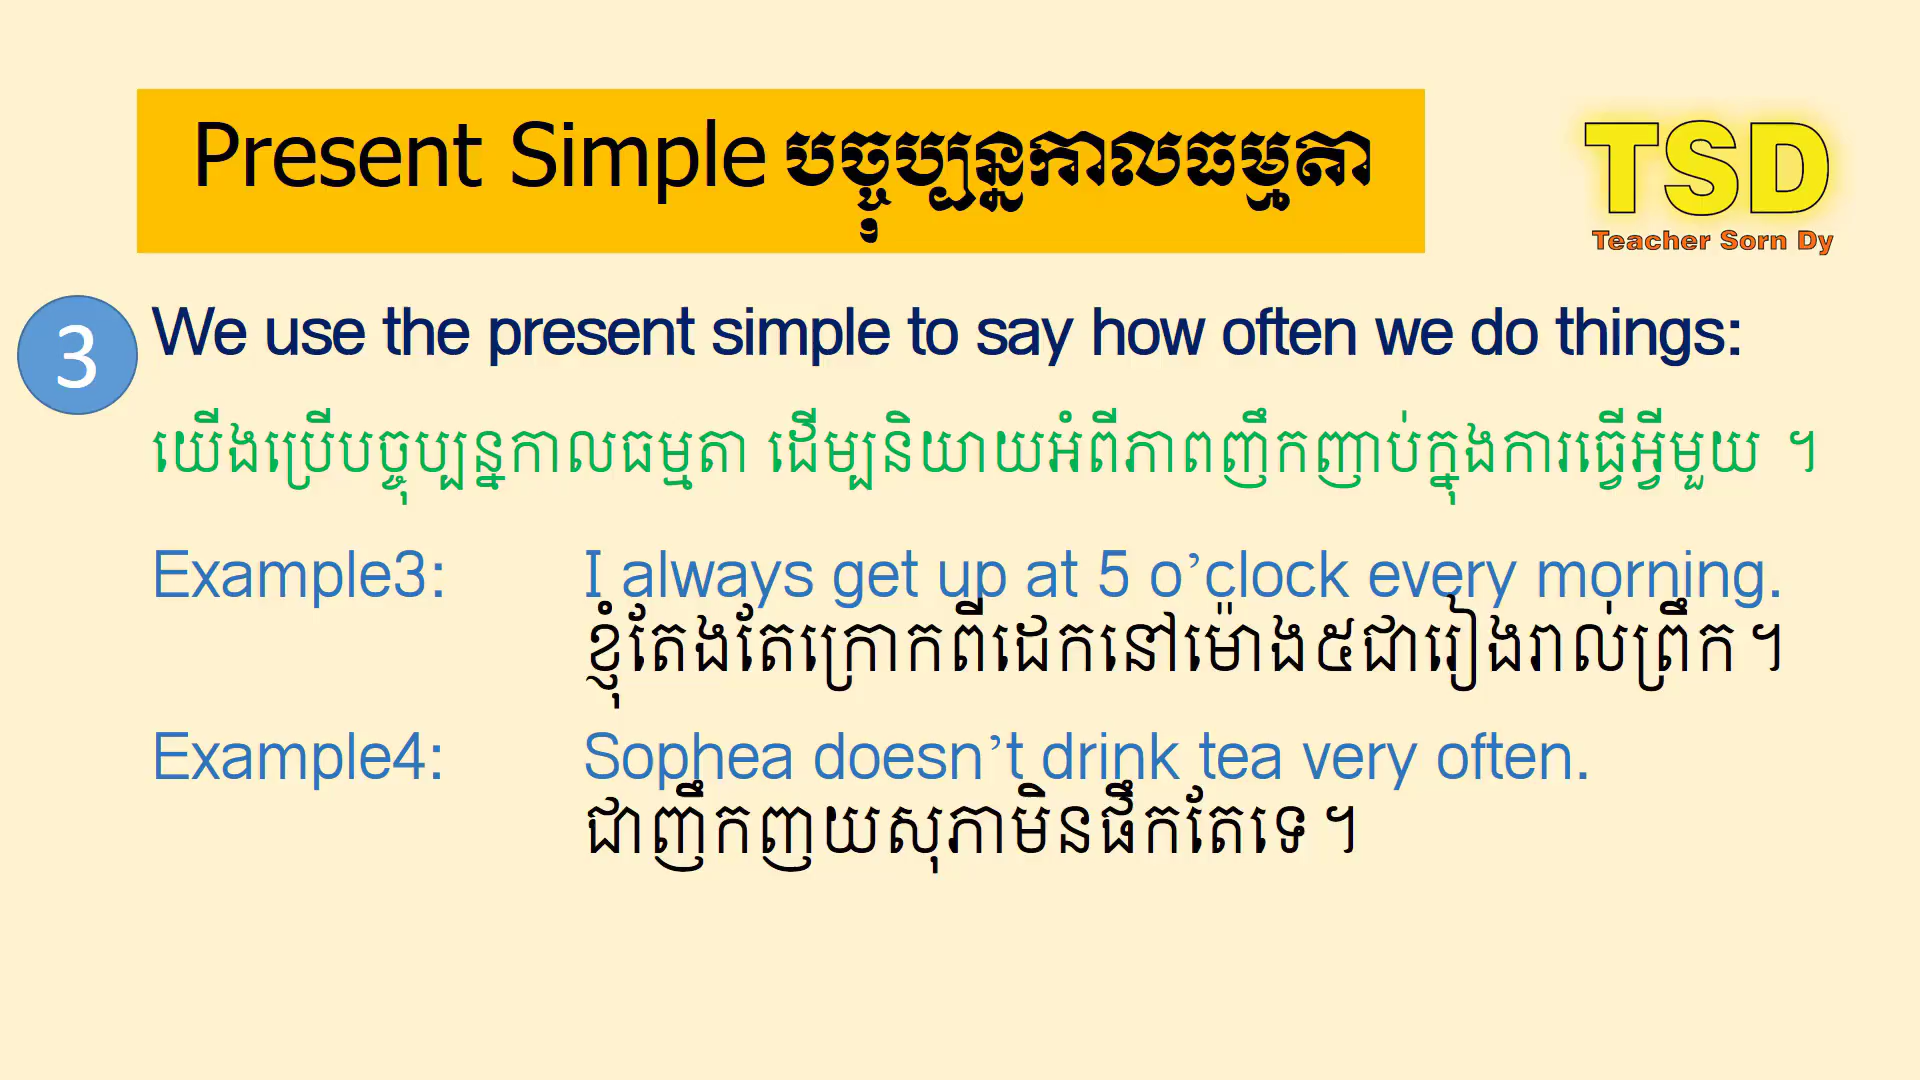 Present Simple បច្ចុប្បន្នកាលធម្មតា
TSD
Teacher Sorn Dy
3
We use the present simple to say how often we do things:
យើងប្រើបច្ចុប្បន្នកាលធម្មតា ដើម្បនិយាយអំពីភាពញឹកញាប់ក្នុងការធ្វើអ្វីមួយ ។
Example3: I always get up at 5 o’clock every morning.
ខ្ញុំតែងតែក្រោកពីដេកនៅម៉ោង៥ជារៀងរាល់ព្រឹក។
Example4: Sophea doesn’t drink tea very often.
ជាញឹកញយសុភាមិនផឹកតែទេ។